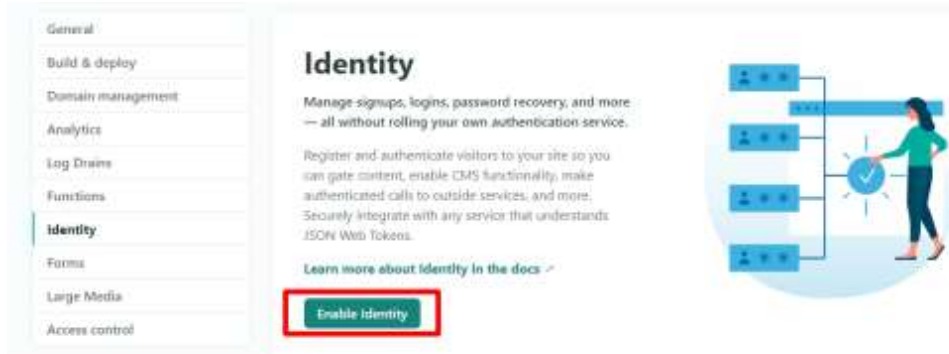 General
Build & deploy
Domain management
Analytics
Log Drains
Functions
Identity
Forms
Large Media
Access control
Identity
Manage signups, logins, password recovery, and more
— all without rolling your own authentication service.
Register and authenticate visitors to your site so you
can gate content, enable CMS functionality, make
authenticated calls to outside services, and more.
Securely integrate with any service that understands
JSON Web Tokens.
Learn more about Identity in the docs
Enable Identity